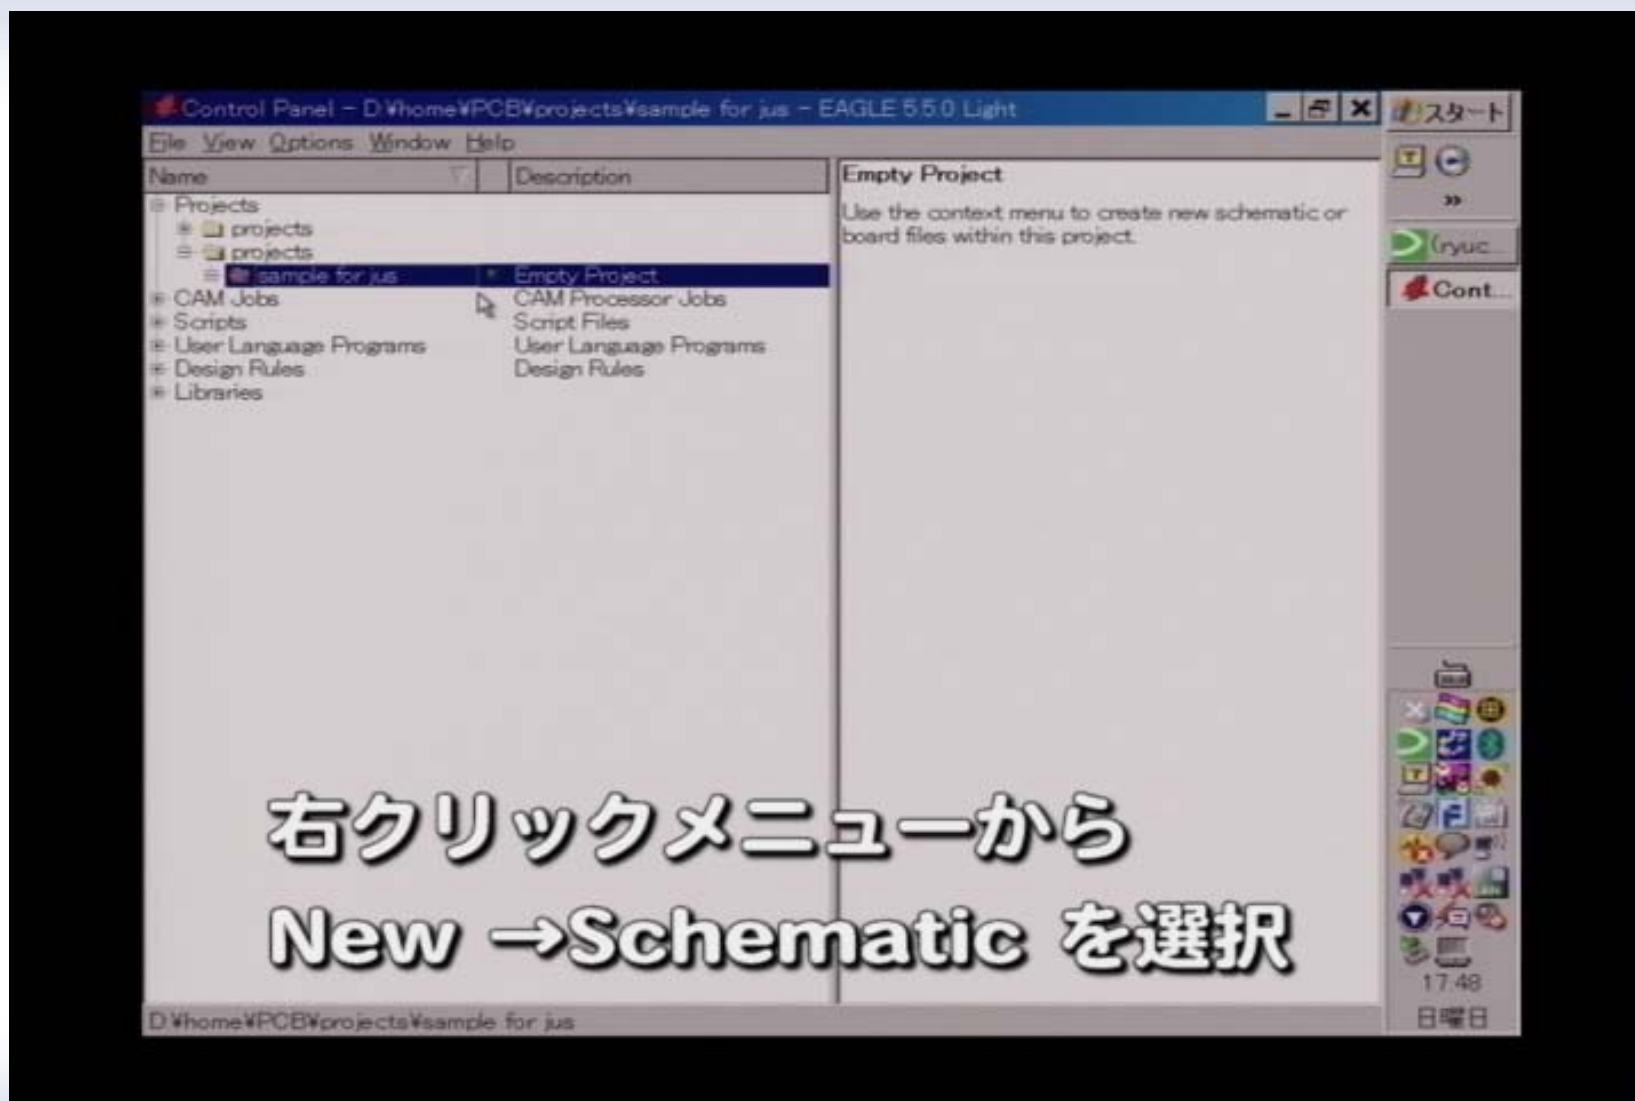 Control Panel - D:¥home¥PCB¥projects¥sample for jus - EAGLE 5.5.0 Light
File View Options Window Help
Name Description
Projects
projects
projects
sample for jus Empty Project
CAM Jobs CAM Processor Jobs
Scripts Script Files
User Language Programs User Language Programs
Design Rules Design Rules
Libraries
Empty Project
Use the context menu to create new schematic or
board files within this project.
スタート
»
(ryuc...
Cont...
右クリックメニューから
New →Schematic を選択
17:48
日曜日
D:¥home¥PCB¥projects¥sample for jus